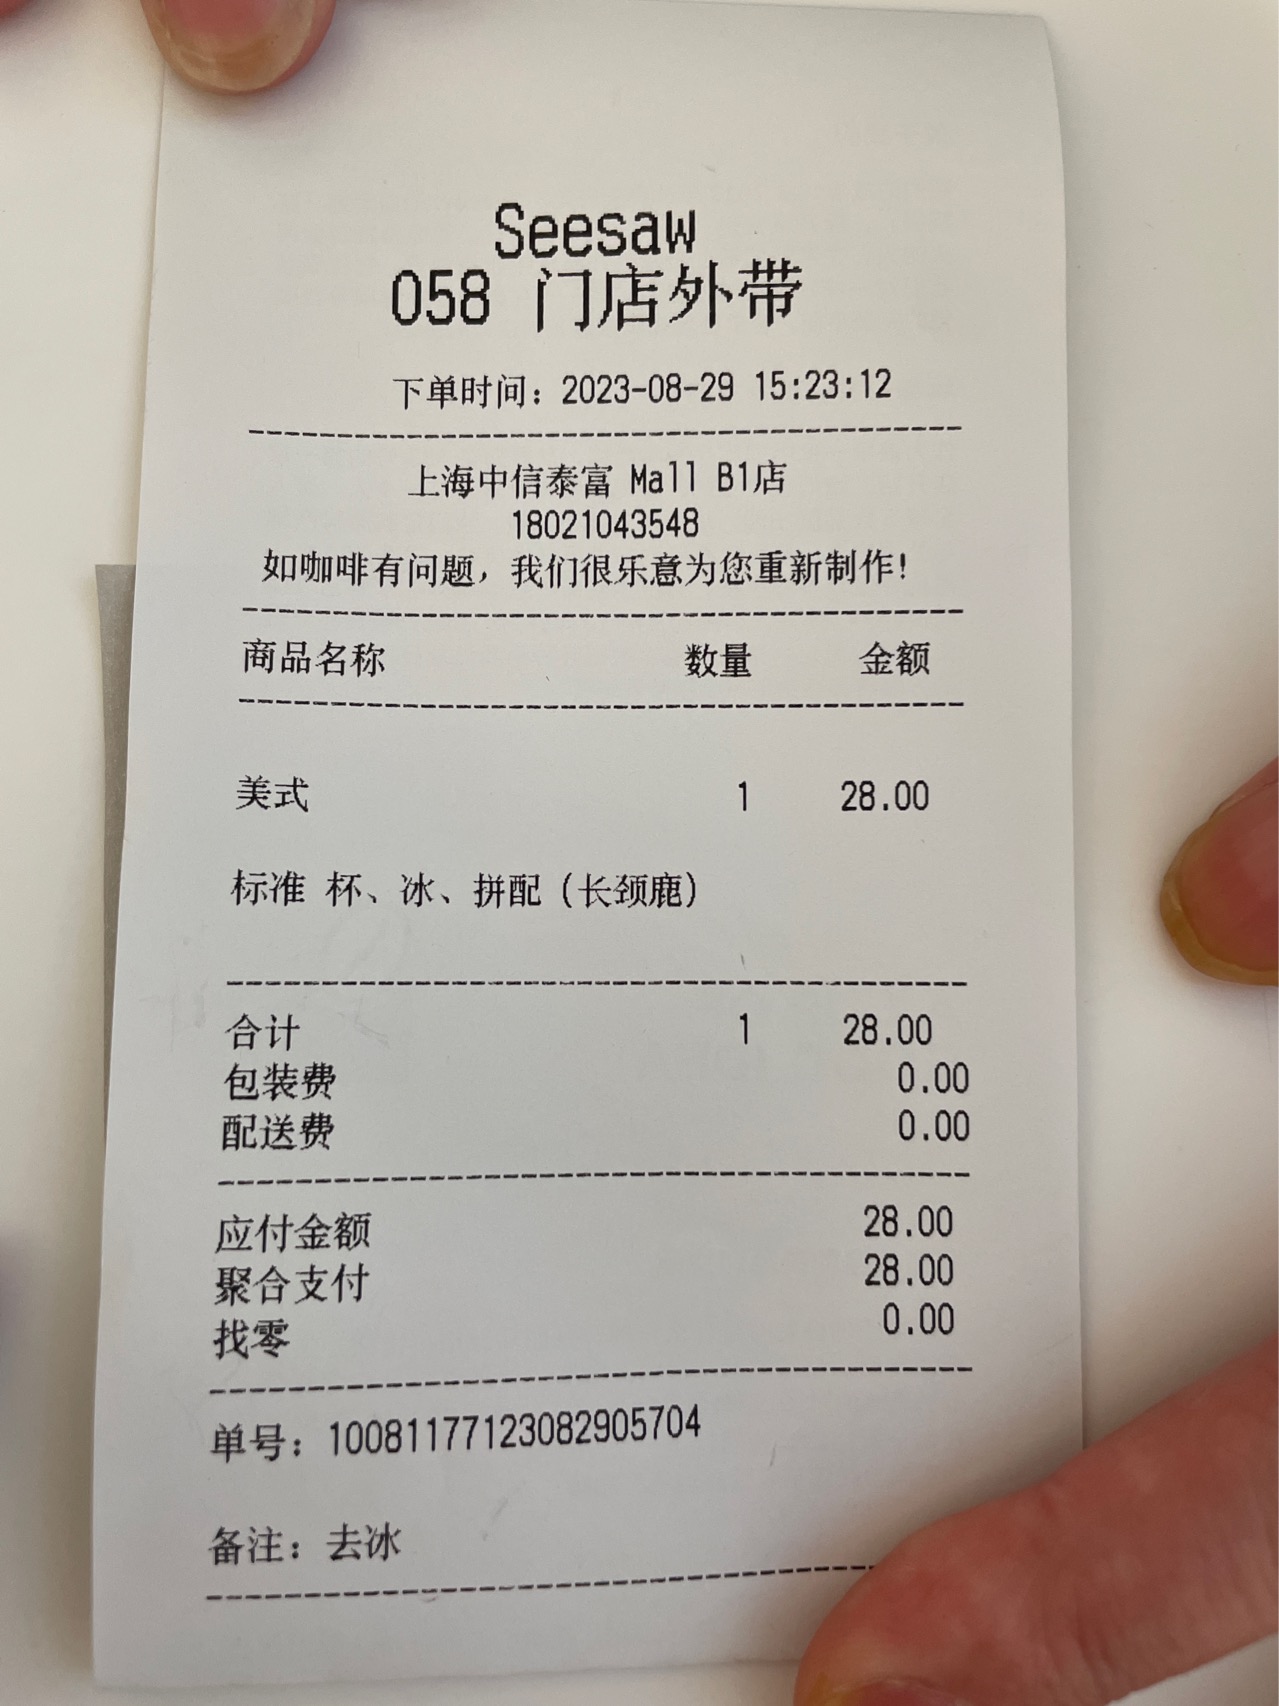 Seesaw
058 门店外带
下单时间：2023-08-29 15:23:12
上海中信泰富 Mall B1店
18021043548
如咖啡有问题，我们很乐意为您重新制作！
商品名称 数量 金额
美式 1 28.00
标准 杯、冰、拼配（长颈鹿）
合计 1 28.00
包装费 0.00
配送费 0.00
应付金额 28.00
聚合支付 28.00
找零 0.00
单号：10081177123082905704
备注：去冰